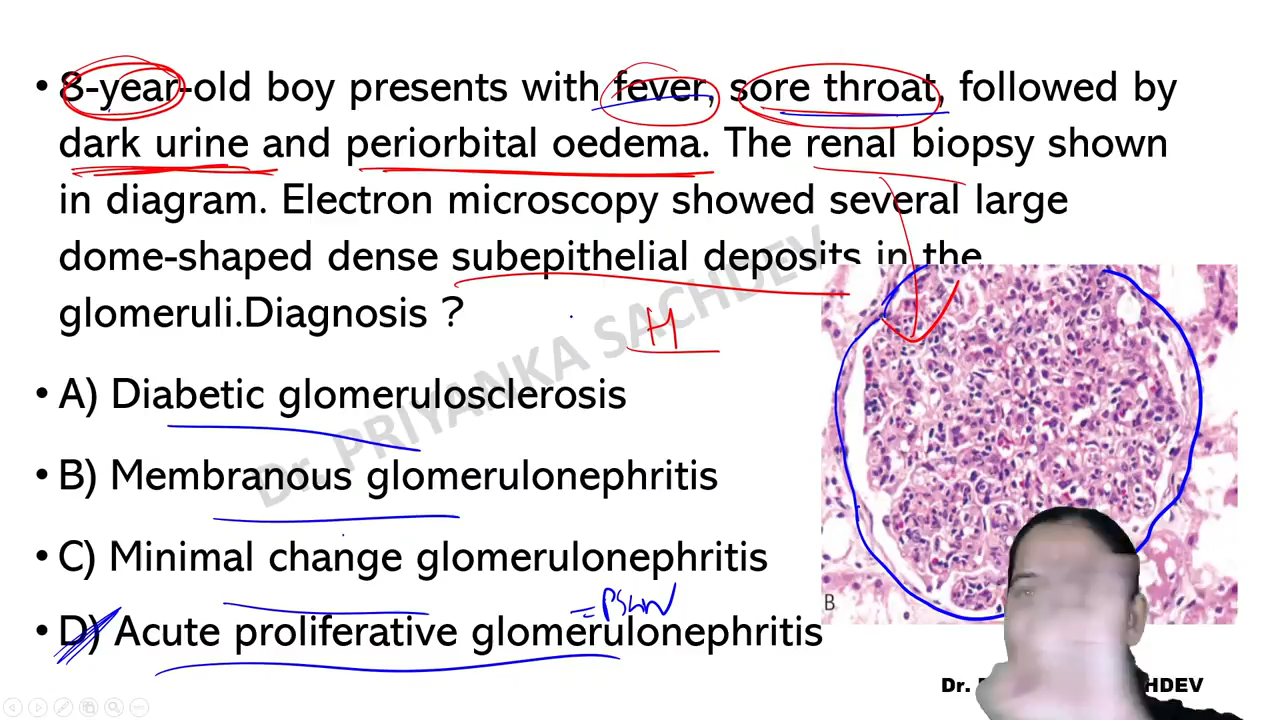 • 8-year-old boy presents with fever, sore throat, followed by
dark urine and periorbital oedema. The renal biopsy shown
in diagram. Electron microscopy showed several large
dome-shaped dense subepithelial deposits in the
glomeruli.Diagnosis ?
H
• A) Diabetic glomerulosclerosis
• B) Membranous glomerulonephritis
• C) Minimal change glomerulonephritis
• D) Acute proliferative glomerulonephritis
B
Dr. PRIYANKA SACHDEV
Dr. HDEV